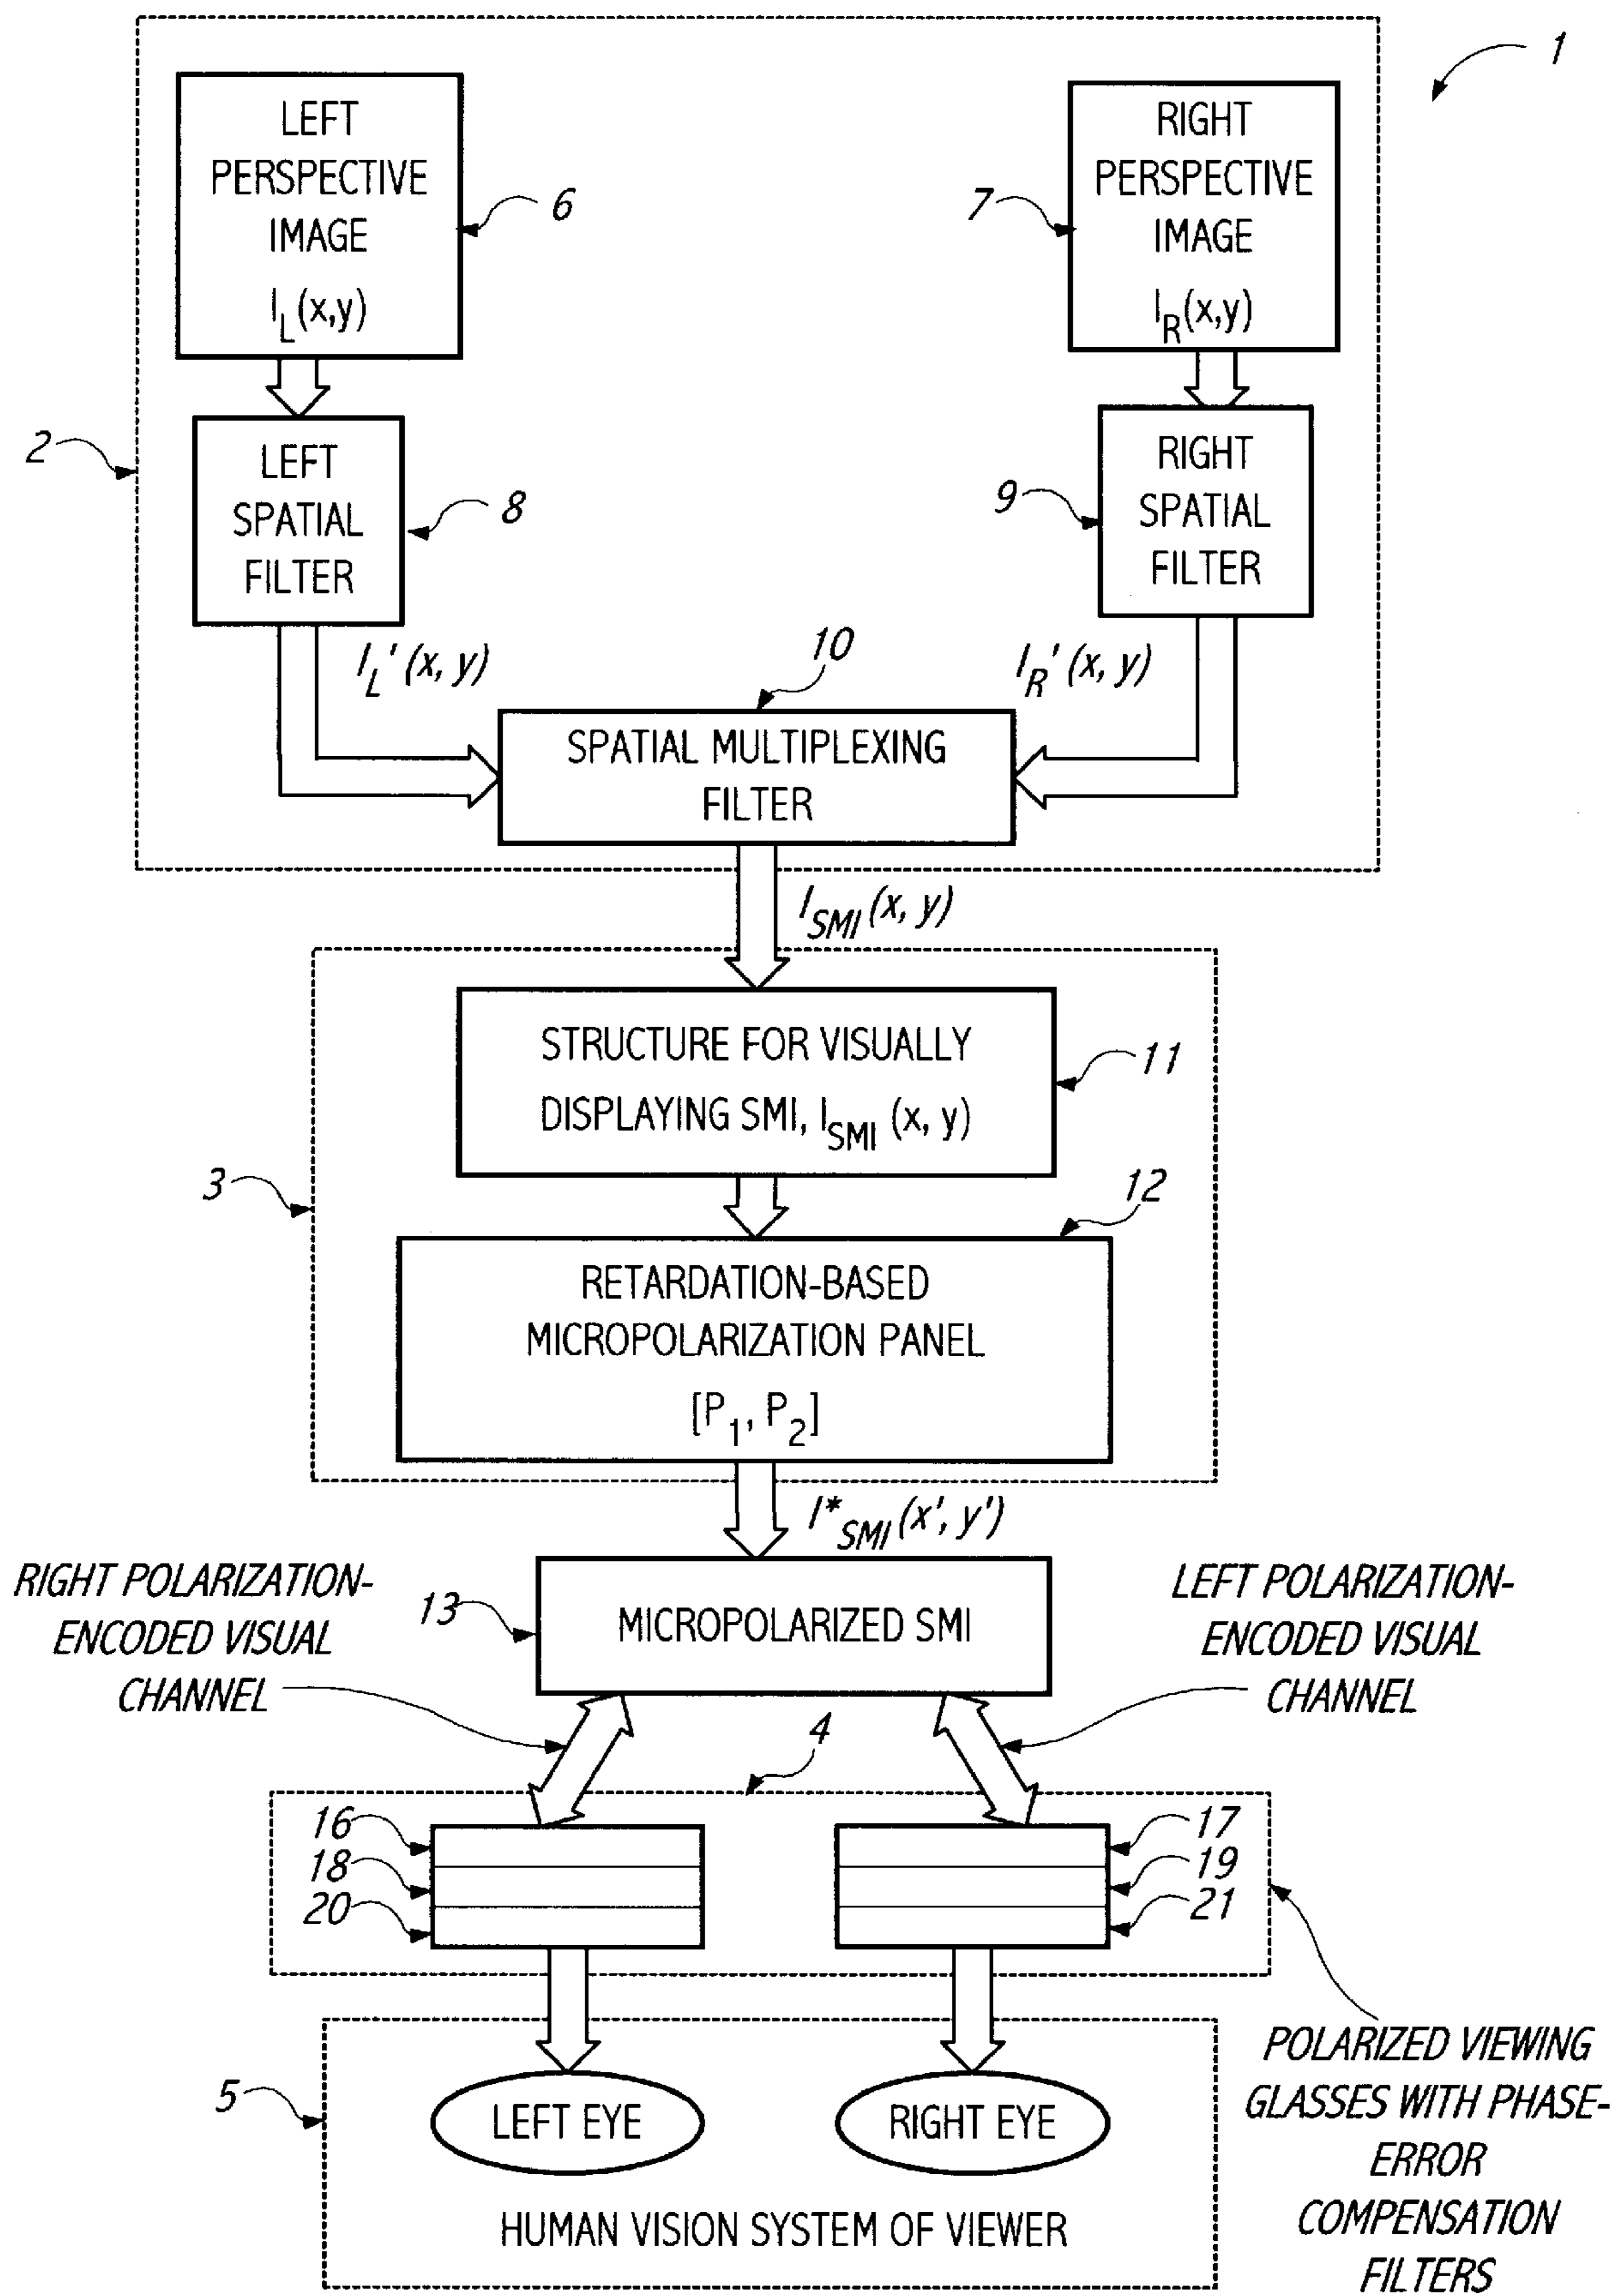 1
LEFT
PERSPECTIVE
IMAGE
I_L(x,y)
6
RIGHT
PERSPECTIVE
IMAGE
I_R(x,y)
7
2
LEFT
SPATIAL
FILTER
8
RIGHT
SPATIAL
FILTER
9
I_L'(x, y)
10
I_R'(x, y)
SPATIAL MULTIPLEXING
FILTER
I_SMI(x, y)
STRUCTURE FOR VISUALLY
DISPLAYING SMI, I_SMI (x, y)
11
3
12
RETARDATION-BASED
MICROPOLARIZATION PANEL
[P_1, P_2]
I*_SMI(x', y')
RIGHT POLARIZATION-
ENCODED VISUAL
CHANNEL
13
MICROPOLARIZED SMI
LEFT POLARIZATION-
ENCODED VISUAL
CHANNEL
4
16
18
20
17
19
21
5
LEFT EYE
RIGHT EYE
HUMAN VISION SYSTEM OF VIEWER
POLARIZED VIEWING
GLASSES WITH PHASE-
ERROR
COMPENSATION
FILTERS